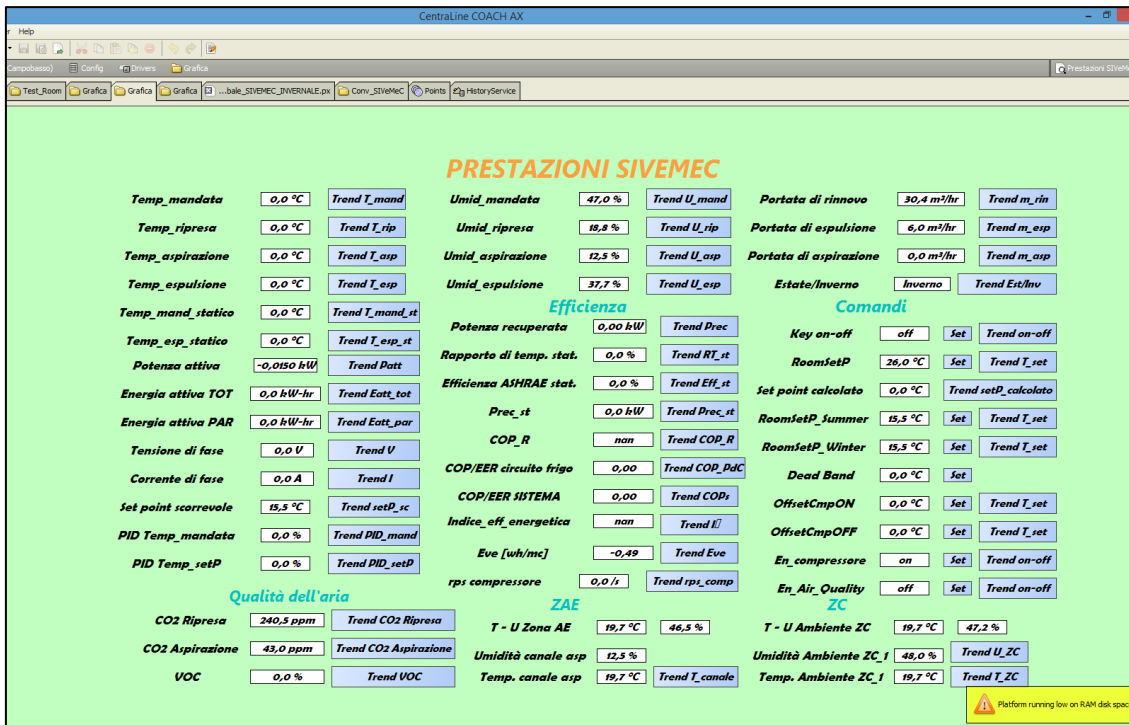 CentraLine COACH AX
r Help
Campobasso) Config Drivers Grafica Prestazioni SIVeMe
Test_Room Grafica Grafica Grafica ...bale_SIVEMEC_INVERNALE.px Conv_SIVeMeC Points HistoryService
PRESTAZIONI SIVEMEC
Temp_mandata 0,0 °C Trend T_mand Umid_mandata 47,0 % Trend U_mand Portata di rinnovo 30,4 m³/hr Trend m_rin
Temp_ripresa 0,0 °C Trend T_rip Umid_ripresa 18,8 % Trend U_rip Portata di espulsione 6,0 m³/hr Trend m_esp
Temp_aspirazione 0,0 °C Trend T_asp Umid_aspirazione 12,5 % Trend U_asp Portata di aspirazione 0,0 m³/hr Trend m_asp
Temp_espulsione 0,0 °C Trend T_esp Umid_espulsione 37,7 % Trend U_esp Estate/Inverno Inverno Trend Est/Inv
Efficienza Comandi
Temp_mand_statico 0,0 °C Trend T_mand_st Potenza recuperata 0,00 kW Trend Prec Key on-off off Set Trend on-off
Temp_esp_statico 0,0 °C Trend T_esp_st Rapporto di temp. stat. 0,0 % Trend RT_st RoomSetP 26,0 °C Set Trend T_set
Potenza attiva -0,0150 kW Trend Patt Efficienza ASHRAE stat. 0,0 % Trend Eff_st Set point calcolato 0,0 °C Trend setP_calcolato
Energia attiva TOT 0,0 kW-hr Trend Eatt_tot Prec_st 0,0 kW Trend Prec_st RoomSetP_Summer 15,5 °C Set Trend T_set
Energia attiva PAR 0,0 kW-hr Trend Eatt_par COP_R nan Trend COP_R RoomSetP_Winter 15,5 °C Set Trend T_set
Tensione di fase 0,0 V Trend V COP/EER circuito frigo 0,00 Trend COP_PdC Dead Band 0,0 °C Set
Corrente di fase 0,0 A Trend I COP/EER SISTEMA 0,00 Trend COPs OffsetCmpON 0,0 °C Set Trend T_set
Set point scorrevole 15,5 °C Trend setP_sc Indice_eff_energetica nan Trend I OffsetCmpOFF 0,0 °C Set Trend T_set
PID Temp_mandata 0,0 % Trend PID_mand Eve [wh/mc] -0,49 Trend Eve En_compressore on Set Trend on-off
PID Temp_setP 0,0 % Trend PID_setP rps compressore 0,0 /s Trend rps_comp En_Air_Quality off Set Trend on-off
Qualità dell'aria ZAE ZC
CO2 Ripresa 240,5 ppm Trend CO2 Ripresa T - U Zona AE 19,7 °C 46,5 % T - U Ambiente ZC 19,7 °C 47,2 %
CO2 Aspirazione 43,0 ppm Trend CO2 Aspirazione Umidità canale asp 12,5 % Umidità Ambiente ZC_1 48,0 % Trend U_ZC
VOC 0,0 % Trend VOC Temp. canale asp 19,7 °C Trend T_canale Temp. Ambiente ZC_1 19,7 °C Trend T_ZC
Platform running low on RAM disk spac